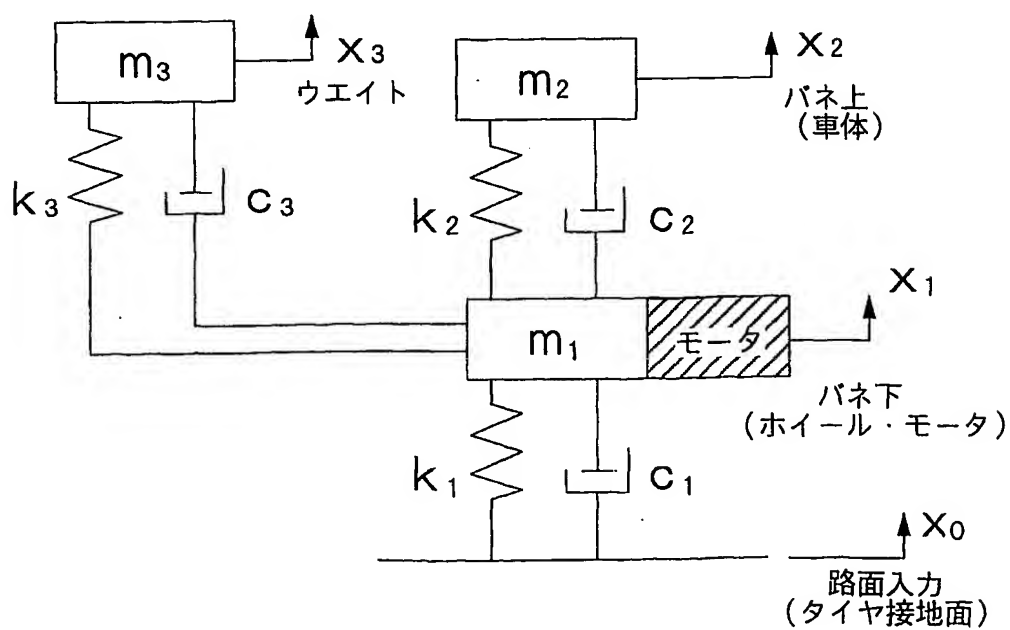 m3
x3
ウエイト
m2
x2
バネ上
(車体)
k3
c3
k2
c2
x1
m1
モータ
バネ下
(ホイール・モータ)
k1
c1
x0
路面入力
(タイヤ接地面)